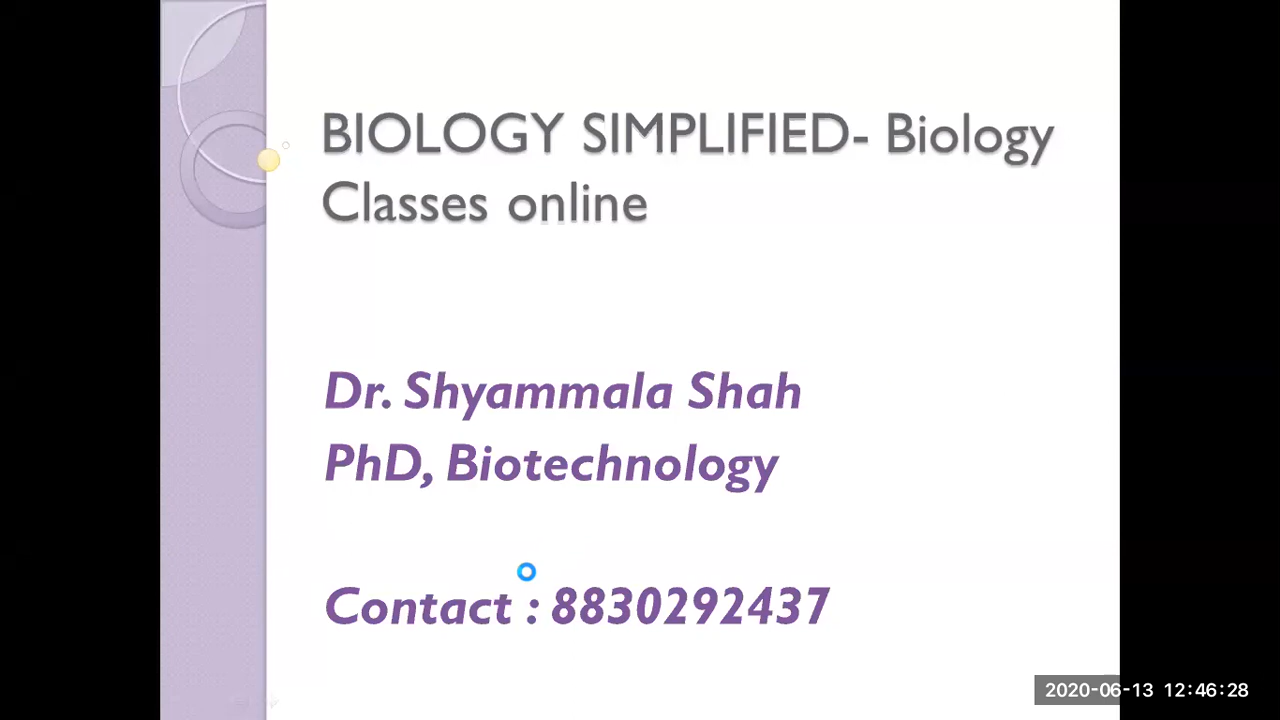 BIOLOGY SIMPLIFIED- Biology
Classes online
Dr. Shyammala Shah
PhD, Biotechnology
Contact : 8830292437
2020-06-13 12:46:28